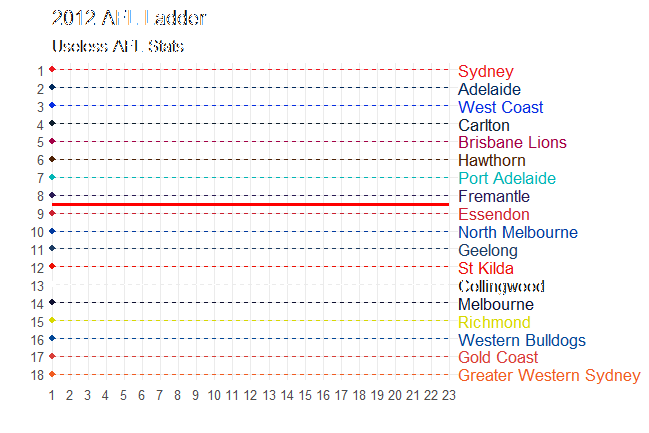 2012 AFL Ladder
Useless AFL Stats
1 Sydney
2 Adelaide
3 West Coast
4 Carlton
5 Brisbane Lions
6 Hawthorn
7 Port Adelaide
8 Fremantle
9 Essendon
10 North Melbourne
11 Geelong
12 St Kilda
13 Collingwood
14 Melbourne
15 Richmond
16 Western Bulldogs
17 Gold Coast
18 Greater Western Sydney
1 2 3 4 5 6 7 8 9 10 11 12 13 14 15 16 17 18 19 20 21 22 23